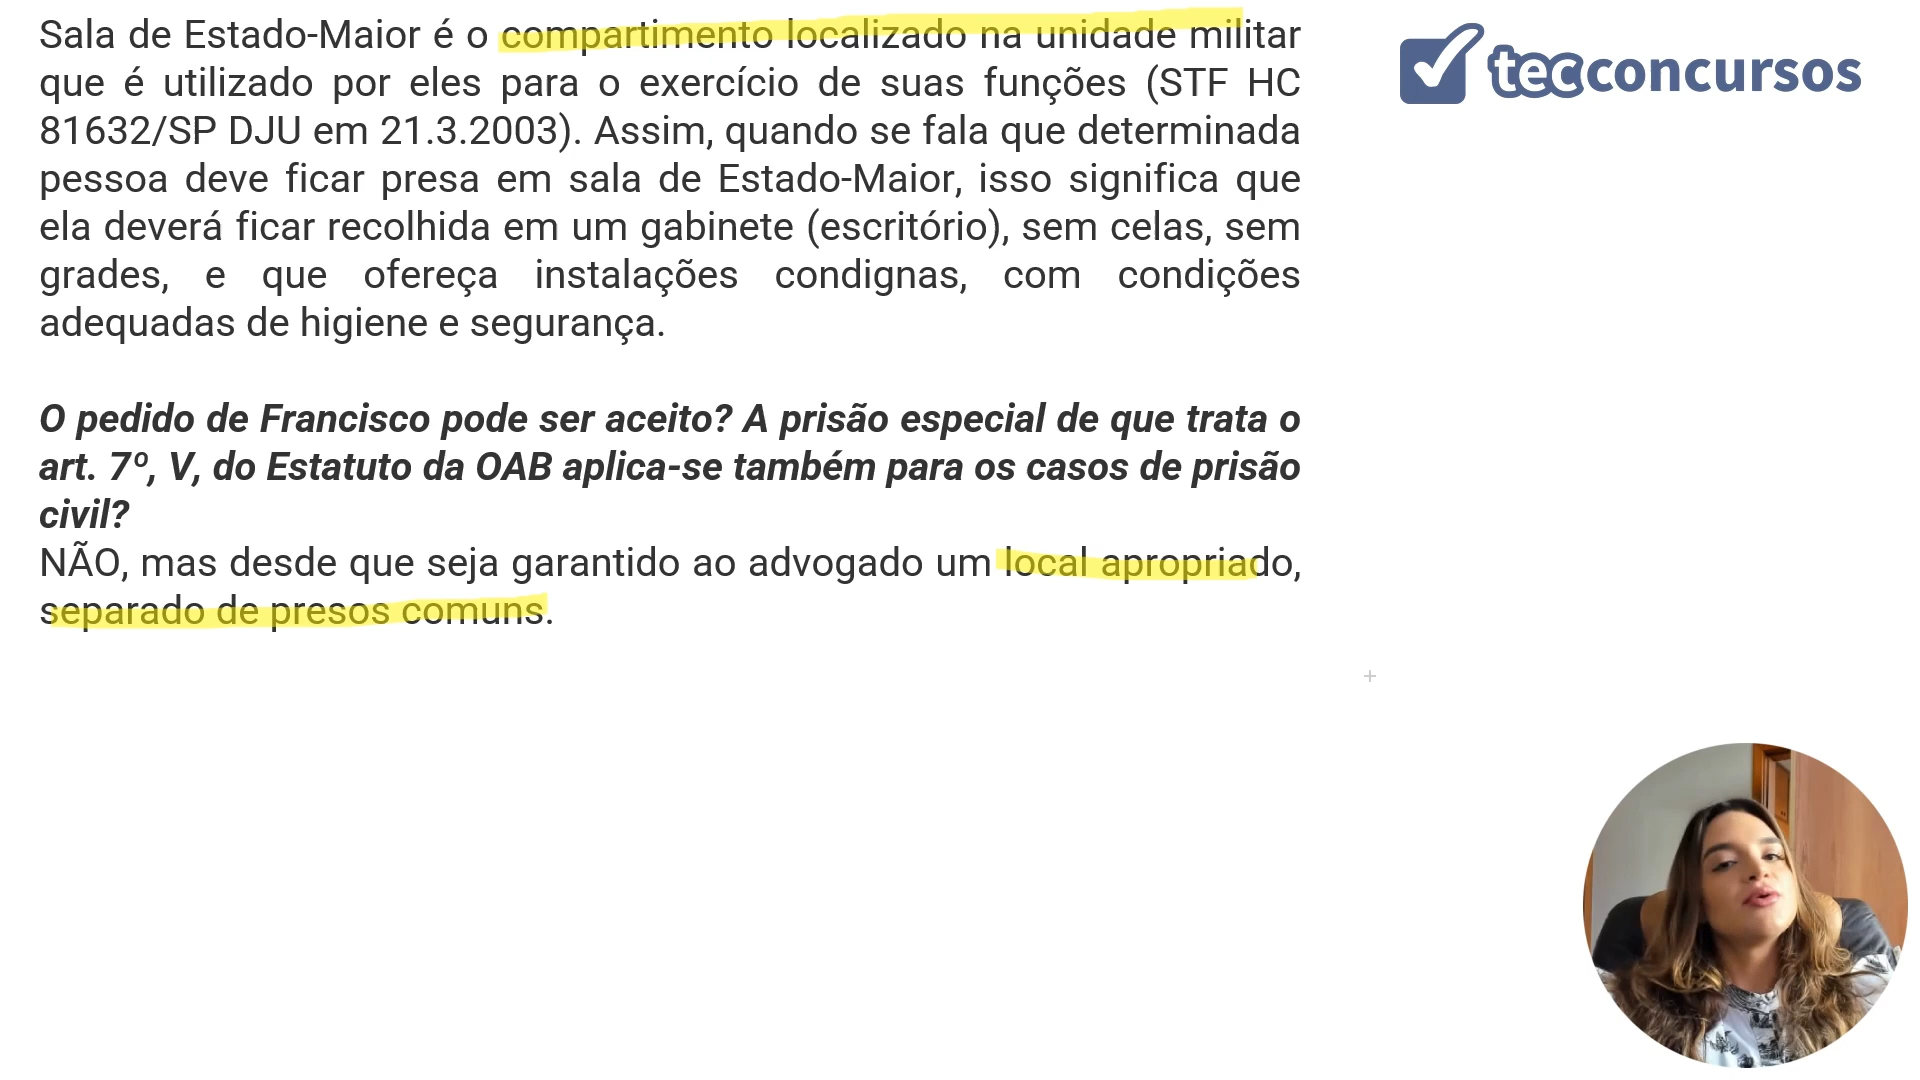 Sala de Estado-Maior é o compartimento localizado na unidade militar
que é utilizado por eles para o exercício de suas funções (STF HC
81632/SP DJU em 21.3.2003). Assim, quando se fala que determinada
pessoa deve ficar presa em sala de Estado-Maior, isso significa que
ela deverá ficar recolhida em um gabinete (escritório), sem celas, sem
grades, e que ofereça instalações condignas, com condições
adequadas de higiene e segurança.
O pedido de Francisco pode ser aceito? A prisão especial de que trata o
art. 7º, V, do Estatuto da OAB aplica-se também para os casos de prisão
civil?
NÃO, mas desde que seja garantido ao advogado um local apropriado,
separado de presos comuns.
tecconcursos